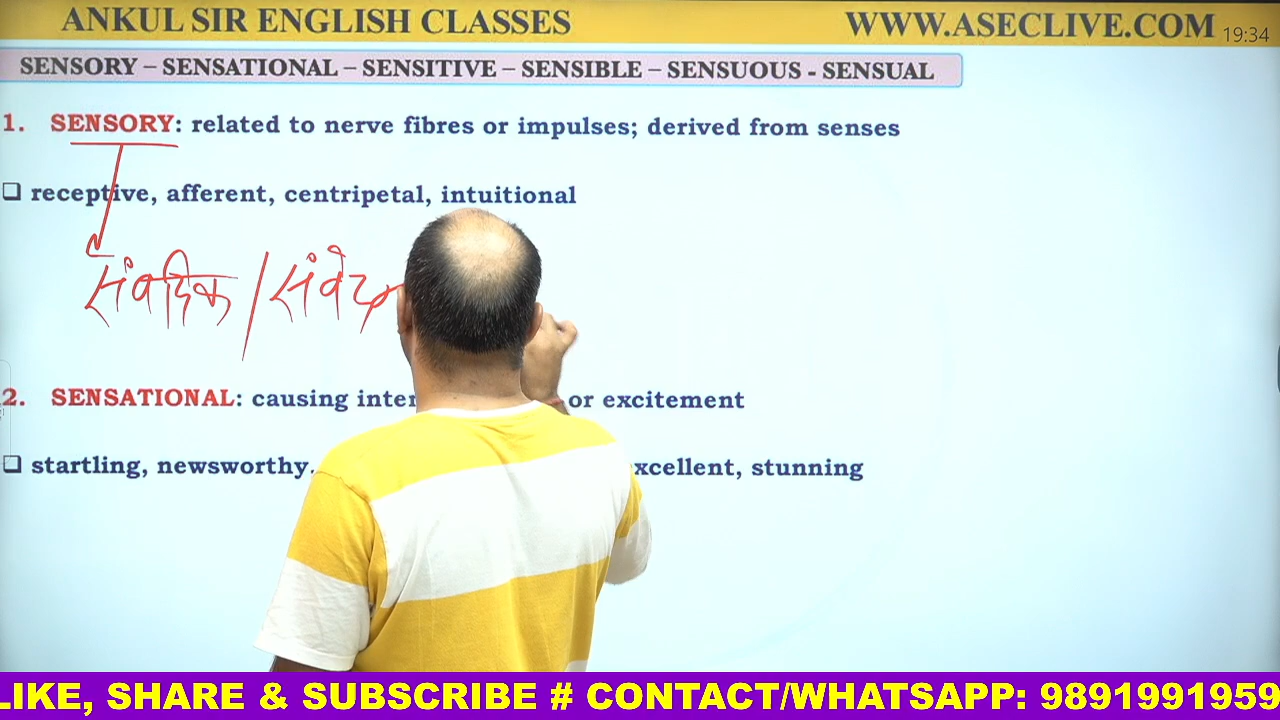 ANKUL SIR ENGLISH CLASSES WWW.ASECLIVE.COM 19:34
SENSORY – SENSATIONAL – SENSITIVE – SENSIBLE – SENSUOUS - SENSUAL
1. SENSORY: related to nerve fibres or impulses; derived from senses
❑ receptive, afferent, centripetal, intuitional
संवदिक /
2. SENSATIONAL: causing or excitement
❑ startling, newsworthy, stunning
LIKE, SHARE & SUBSCRIBE # CONTACT/WHATSAPP: 9891991959